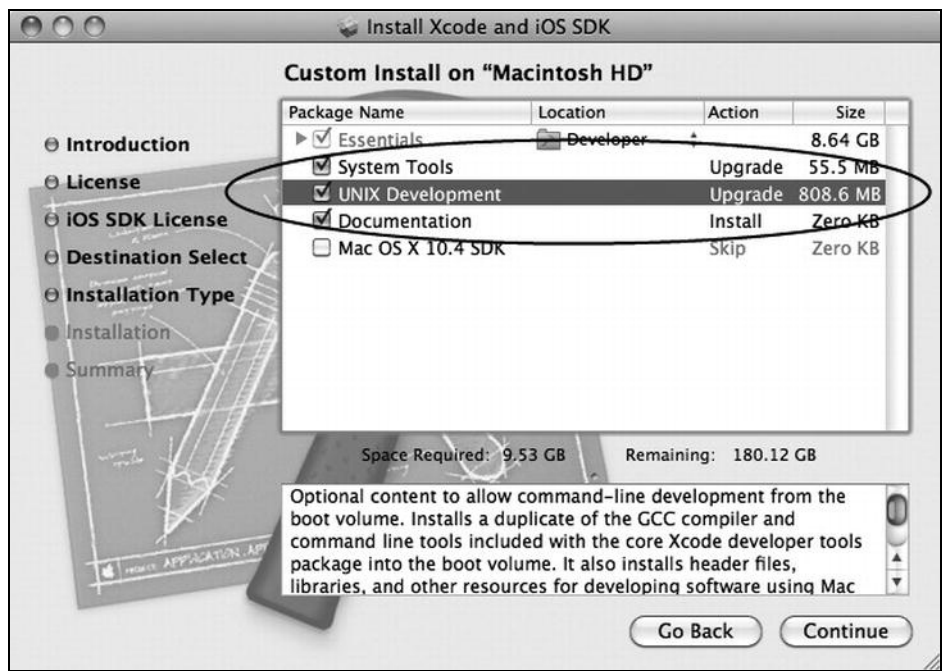 Install Xcode and iOS SDK
Custom Install on “Macintosh HD”
Introduction
License
iOS SDK License
Destination Select
Installation Type
Installation
Summary
Package Name Location Action Size
Essentials Developer 8.64 GB
System Tools Upgrade 55.5 MB
UNIX Development Upgrade 808.6 MB
Documentation Install Zero KB
Mac OS X 10.4 SDK Skip Zero KB
Space Required: 9.53 GB Remaining: 180.12 GB
Optional content to allow command-line development from the
boot volume. Installs a duplicate of the GCC compiler and
command line tools included with the core Xcode developer tools
package into the boot volume. It also installs header files,
libraries, and other resources for developing software using Mac
Go Back Continue